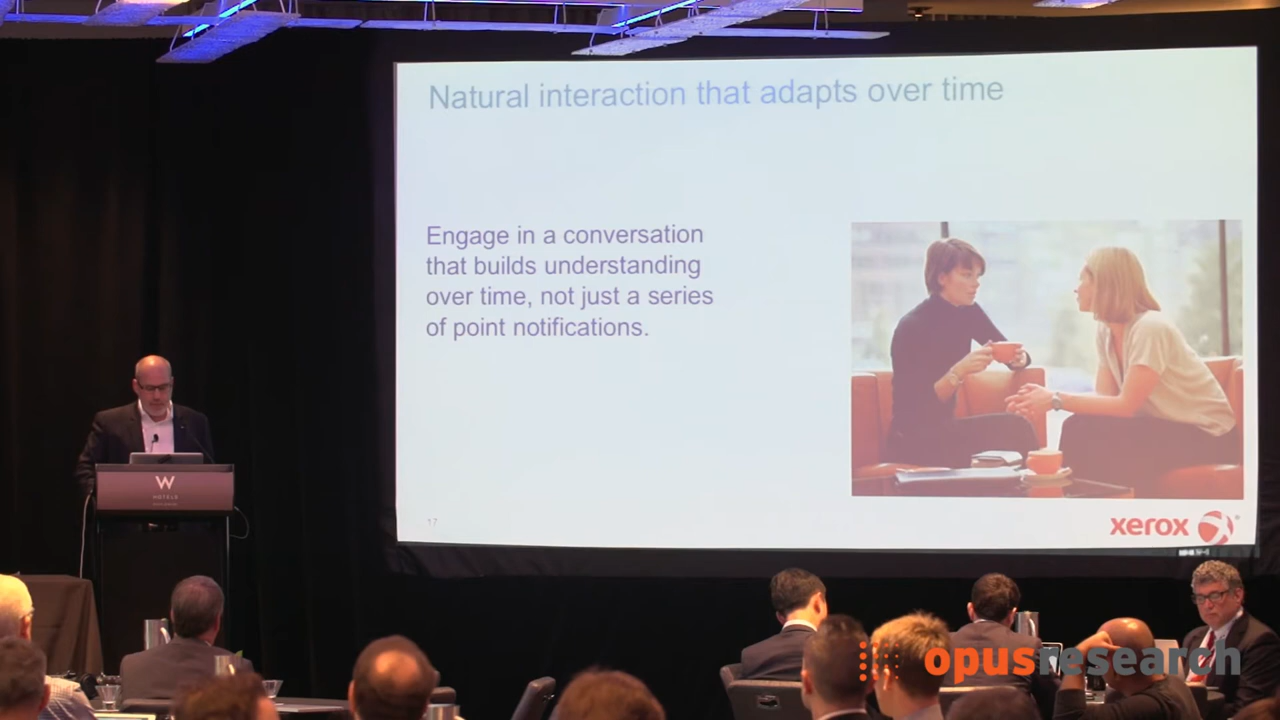 Natural interaction that adapts over time
Engage in a conversation
that builds understanding
over time, not just a series
of point notifications.
17
xerox
W
HOTELS
opusresearch